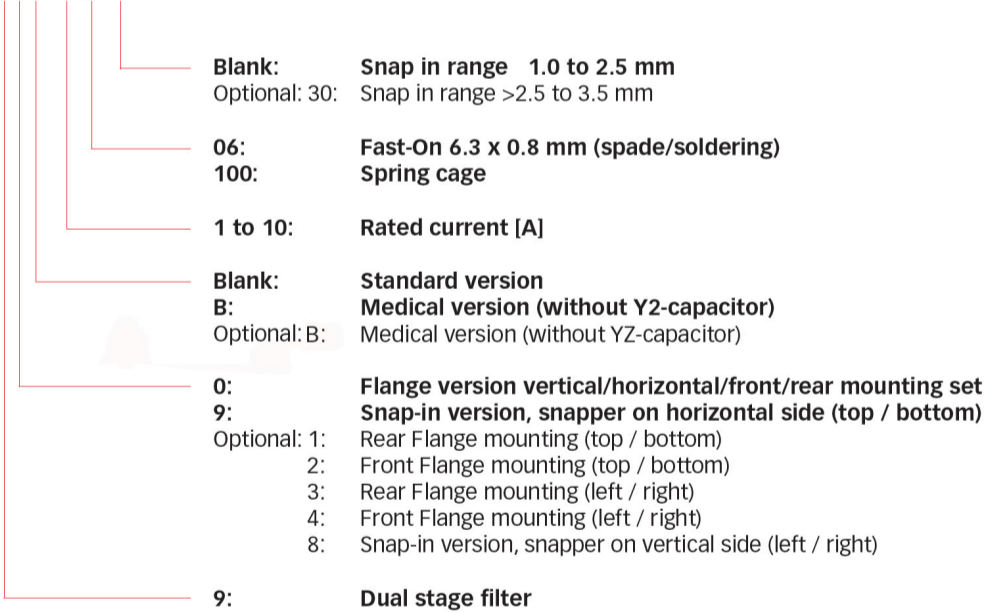 Blank: Snap in range 1.0 to 2.5 mm
Optional: 30: Snap in range >2.5 to 3.5 mm
06: Fast-On 6.3 x 0.8 mm (spade/soldering)
100: Spring cage
1 to 10: Rated current [A]
Blank: Standard version
B: Medical version (without Y2-capacitor)
Optional: B: Medical version (without YZ-capacitor)
0: Flange version vertical/horizontal/front/rear mounting set
9: Snap-in version, snapper on horizontal side (top / bottom)
Optional: 1: Rear Flange mounting (top / bottom)
2: Front Flange mounting (top / bottom)
3: Rear Flange mounting (left / right)
4: Front Flange mounting (left / right)
8: Snap-in version, snapper on vertical side (left / right)
9: Dual stage filter